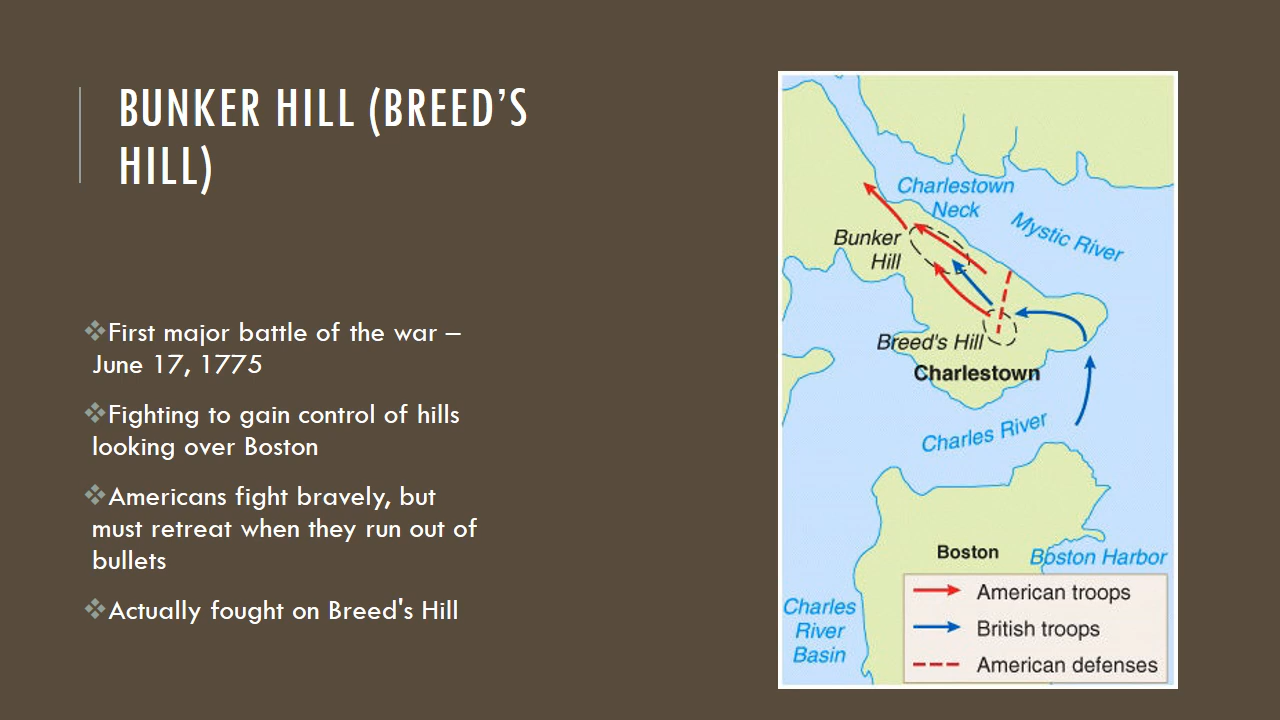 BUNKER HILL (BREED’S
HILL)
❖First major battle of the war –
June 17, 1775
❖Fighting to gain control of hills
looking over Boston
❖Americans fight bravely, but
must retreat when they run out of
bullets
❖Actually fought on Breed's Hill
Charlestown
Neck
Mystic River
Bunker
Hill
Breed's Hill
Charlestown
Charles River
Boston
Boston Harbor
Charles
River
Basin
American troops
British troops
American defenses